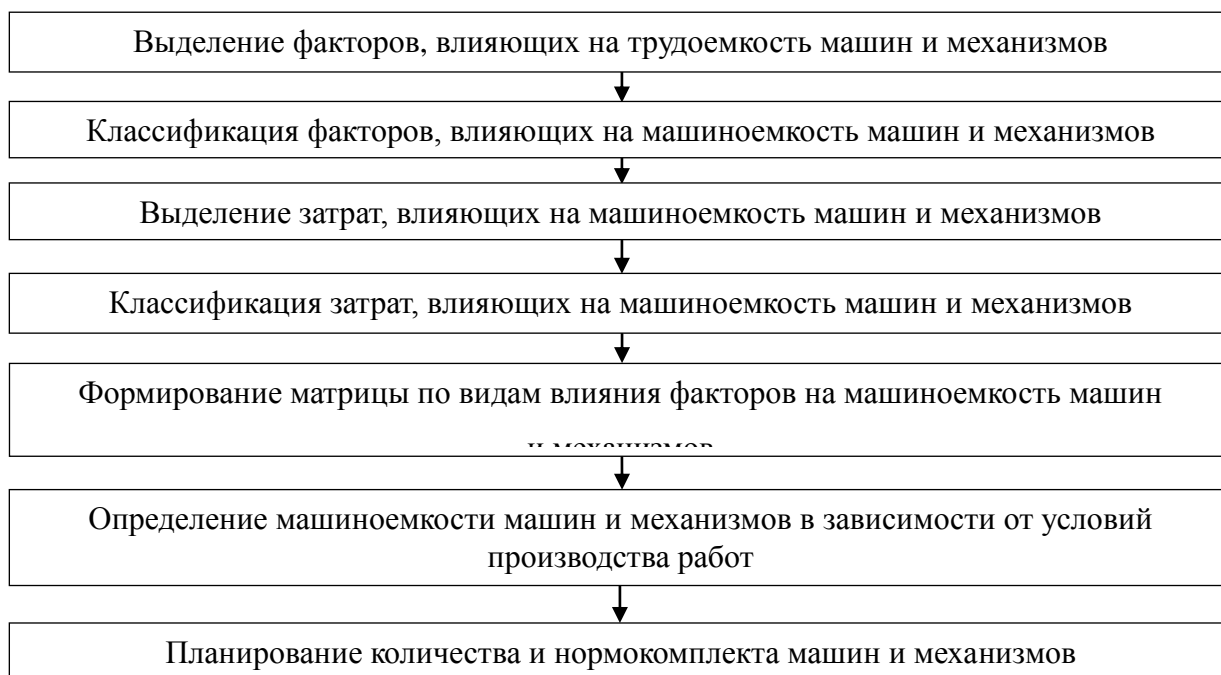 Выделение факторов, влияющих на трудоемкость машин и механизмов
Классификация факторов, влияющих на машиноемкость машин и механизмов
Выделение затрат, влияющих на машиноемкость машин и механизмов
Классификация затрат, влияющих на машиноемкость машин и механизмов
Формирование матрицы по видам влияния факторов на машиноемкость машин
и механизмов
Определение машиноемкости машин и механизмов в зависимости от условий
производства работ
Планирование количества и нормокомплекта машин и механизмов